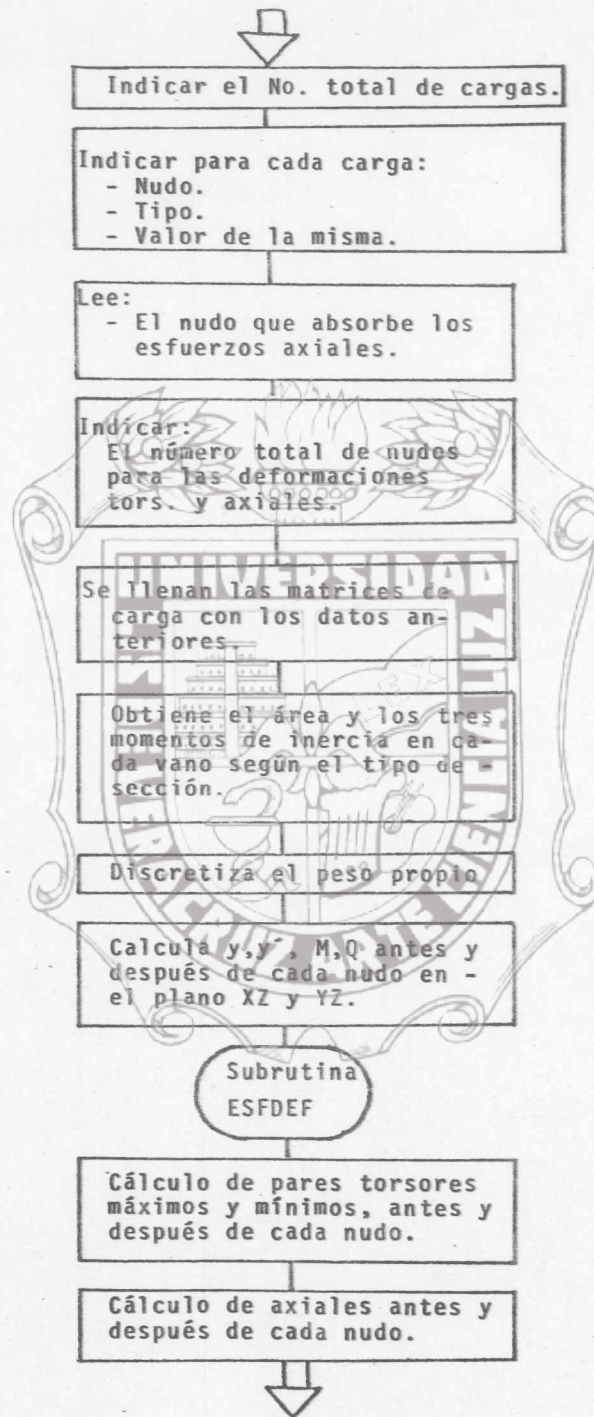 Indicar el No. total de cargas.
Indicar para cada carga:
- Nudo.
- Tipo.
- Valor de la misma.
Lee:
- El nudo que absorbe los
esfuerzos axiales.
Indicar:
El número total de nudos
para las deformaciones
tors. y axiales.
Se llenan las matrices de
carga con los datos an-
teriores.
Obtiene el área y los tres
momentos de inercia en ca-
da vano según el tipo de -
sección.
Discretiza el peso propio
Calcula y,y´, M,Q antes y
después de cada nudo en -
el plano XZ y YZ.
Subrutina
ESFDEF
Cálculo de pares torsores
máximos y mínimos, antes y
después de cada nudo.
Cálculo de axiales antes y
después de cada nudo.
UNIVERSIDAD
VERACRUZANA